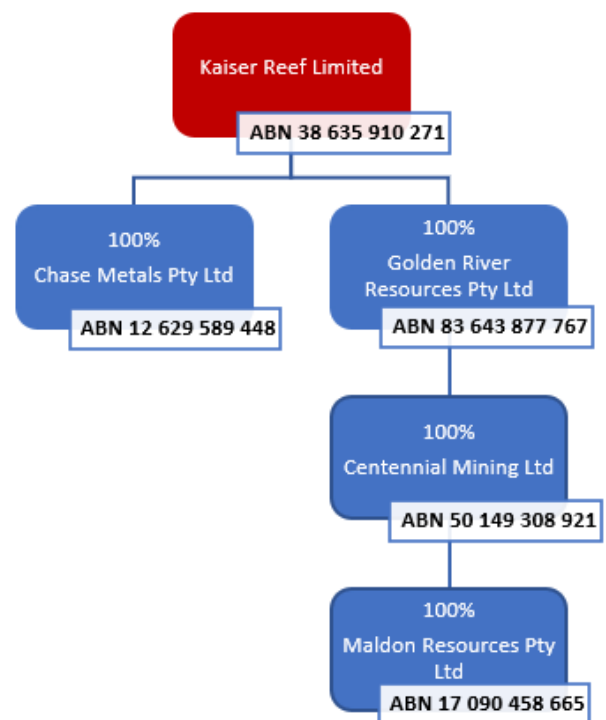 Kaiser Reef Limited
ABN 38 635 910 271
100%
Chase Metals Pty Ltd
ABN 12 629 589 448
100%
Golden River
Resources Pty Ltd
ABN 83 643 877 767
100%
Centennial Mining Ltd
ABN 50 149 308 921
100%
Maldon Resources Pty
Ltd
ABN 17 090 458 665